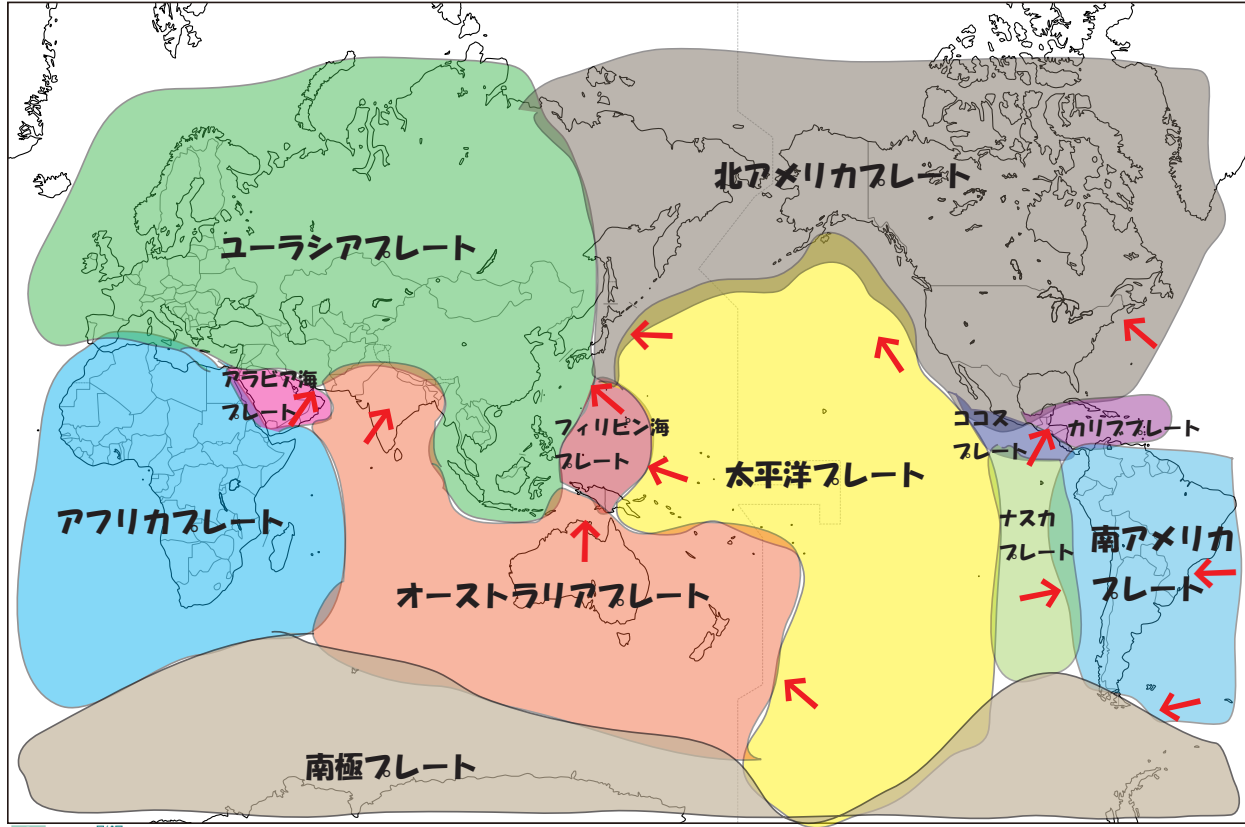 北アメリカプレート
ユーラシアプレート
アラビア海
プレート
フィリピン海
プレート
ココス
プレート
カリブプレート
太平洋プレート
アフリカプレート
ナスカ
プレート
南アメリカ
プレート
オーストラリアプレート
南極プレート